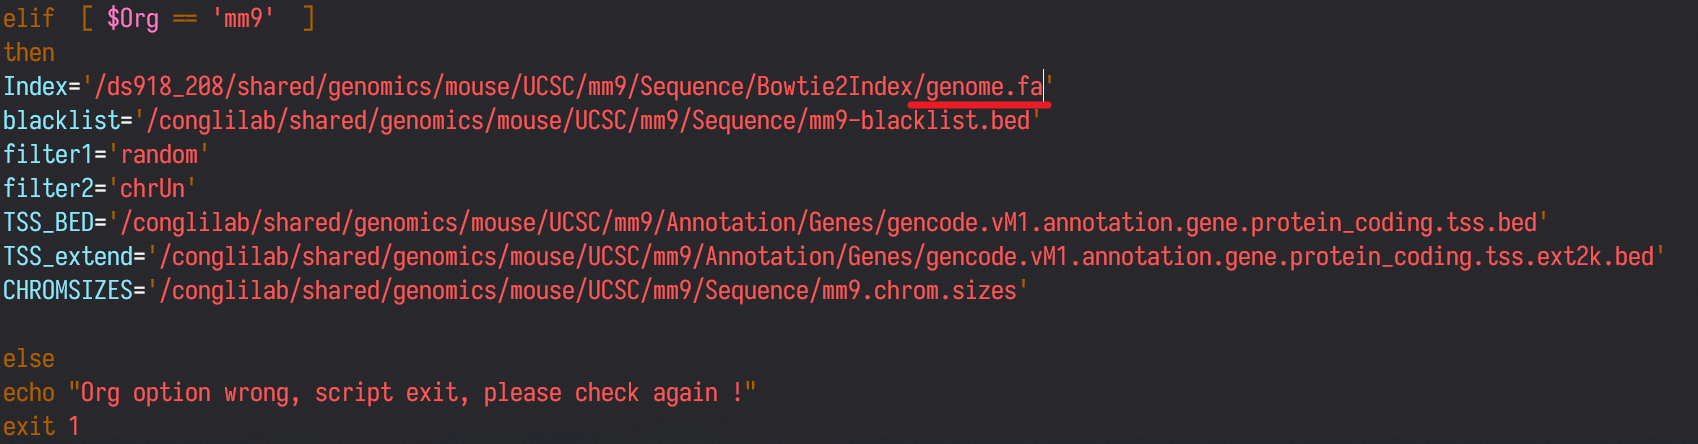 elif [ $Org == 'mm9' ]
then
Index='/ds918_208/shared/genomics/mouse/UCSC/mm9/Sequence/Bowtie2Index/genome.fa'
blacklist='/conglilab/shared/genomics/mouse/UCSC/mm9/Sequence/mm9-blacklist.bed'
filter1='random'
filter2='chrUn'
TSS_BED='/conglilab/shared/genomics/mouse/UCSC/mm9/Annotation/Genes/gencode.vM1.annotation.gene.protein_coding.tss.bed'
TSS_extend='/conglilab/shared/genomics/mouse/UCSC/mm9/Annotation/Genes/gencode.vM1.annotation.gene.protein_coding.tss.ext2k.bed'
CHROMSIZES='/conglilab/shared/genomics/mouse/UCSC/mm9/Sequence/mm9.chrom.sizes'
else
echo "Org option wrong, script exit, please check again !"
exit 1